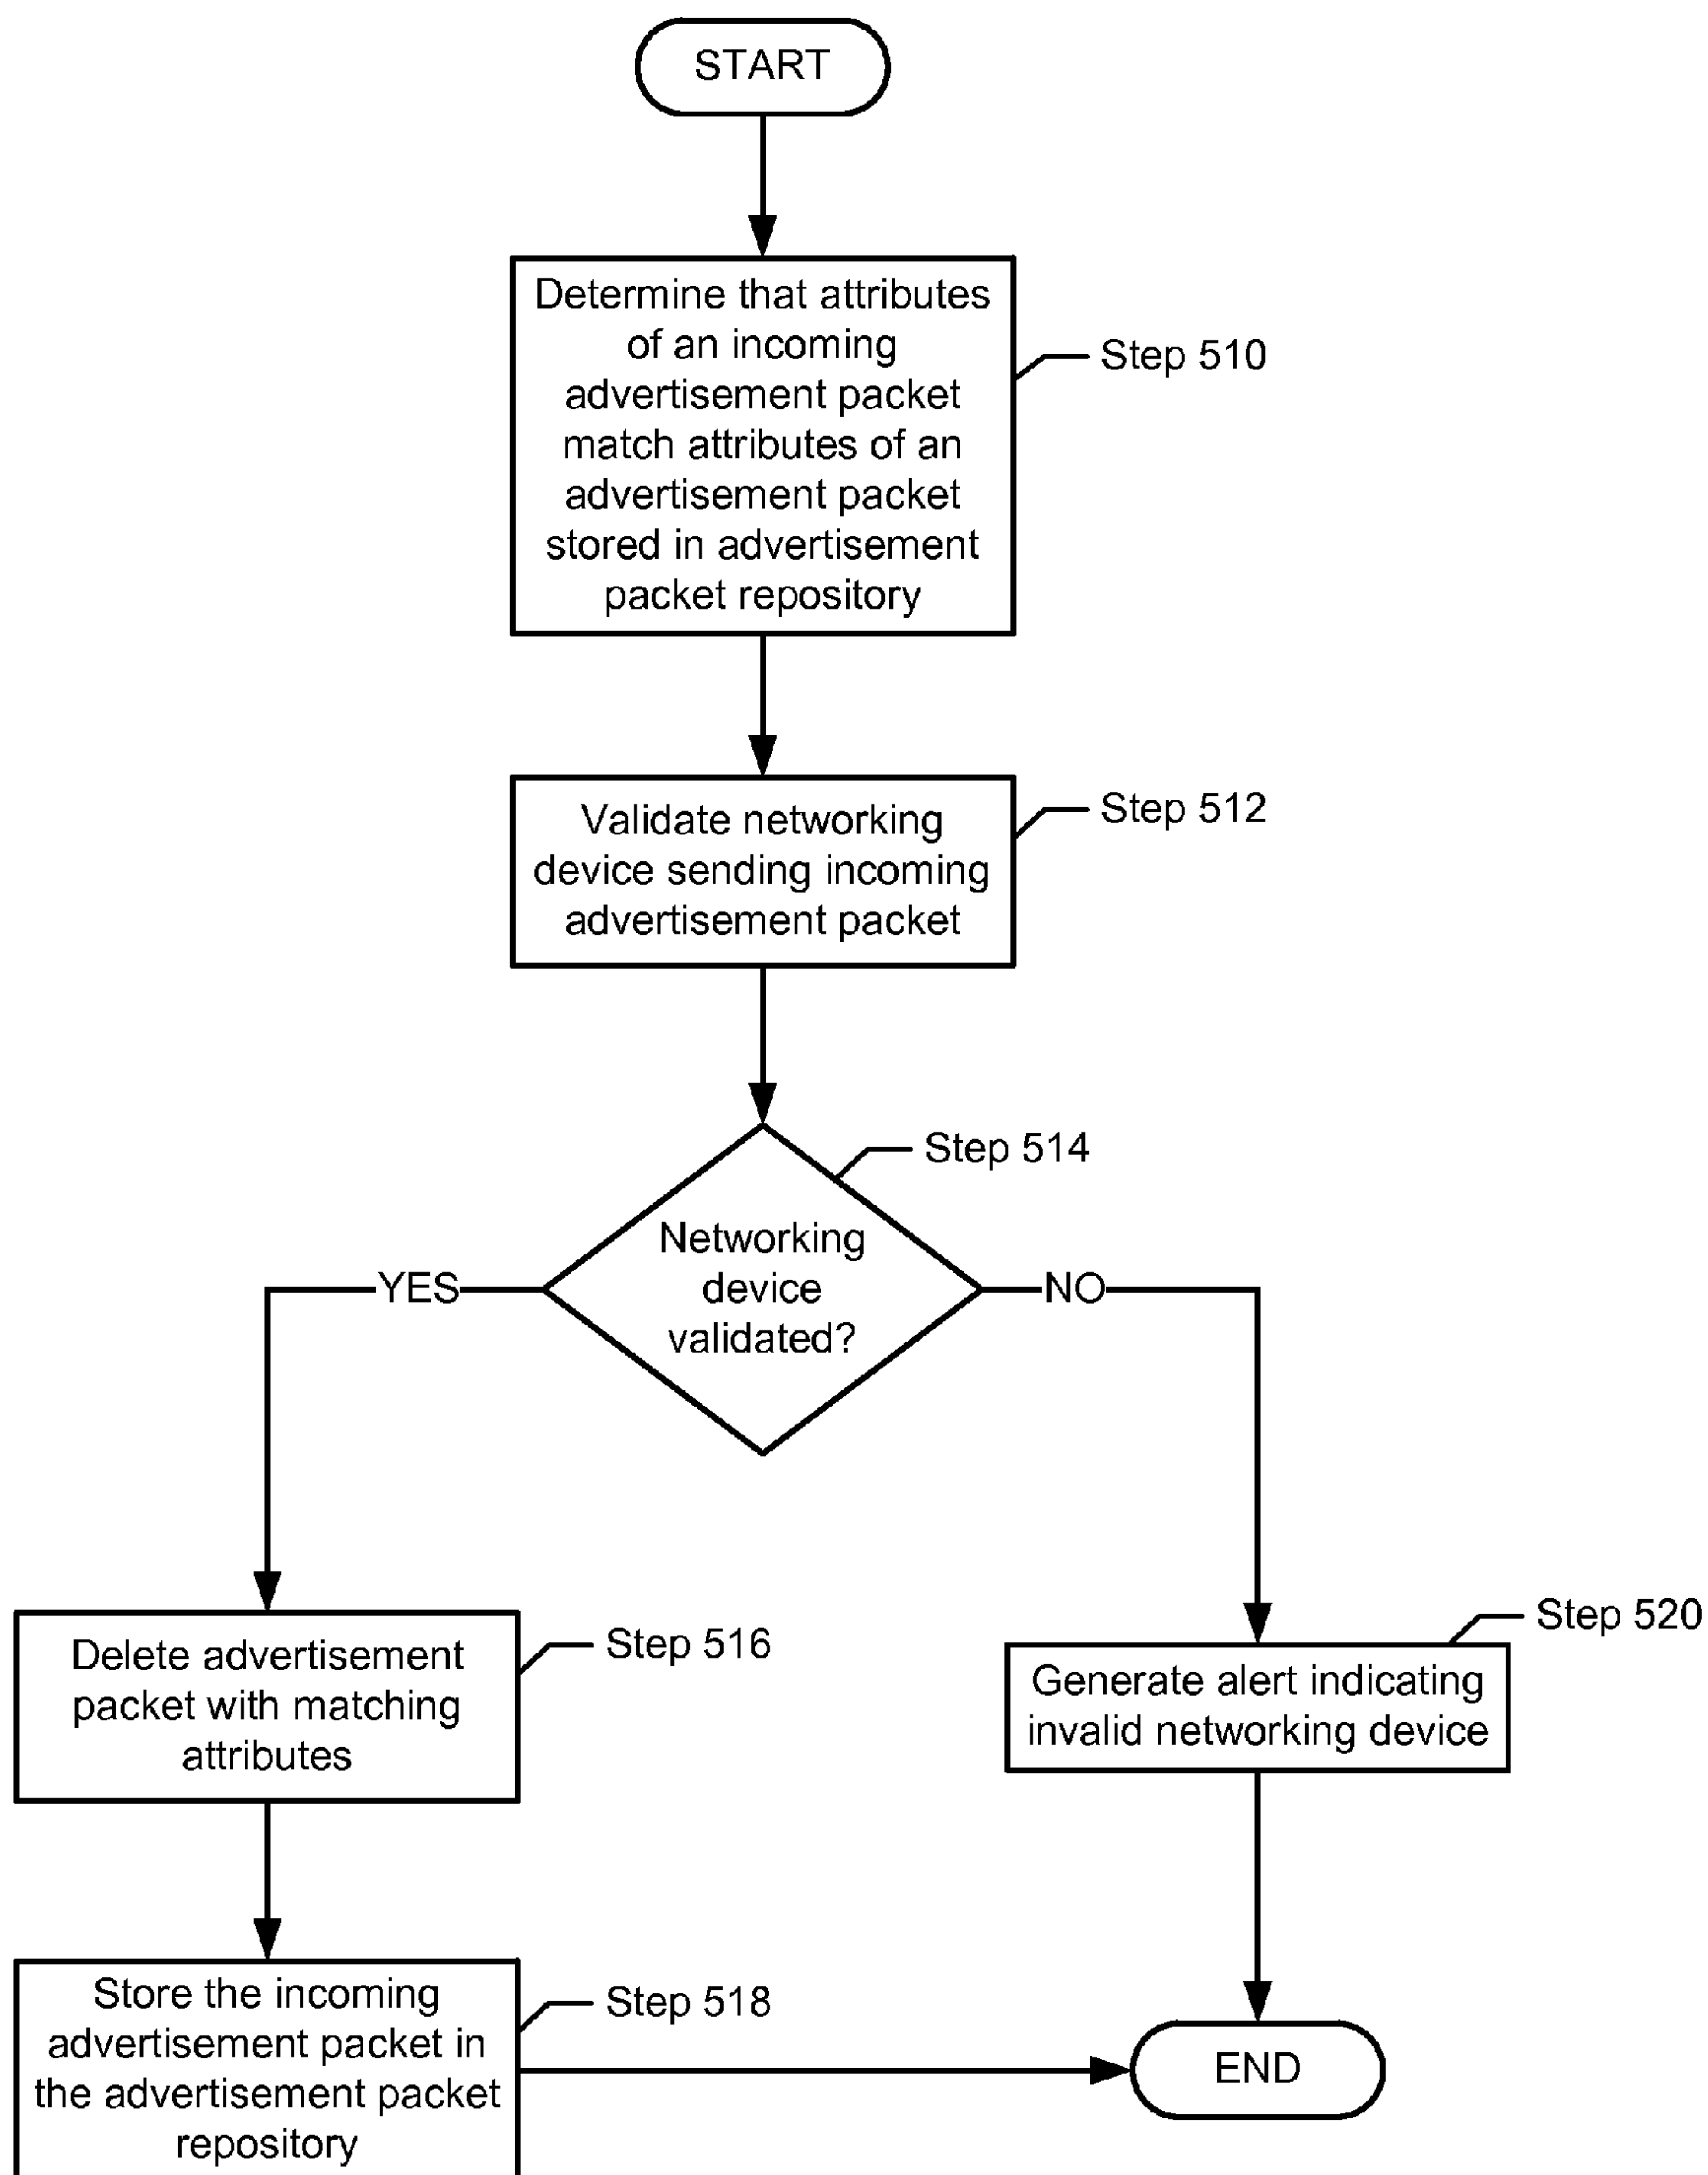 START
Determine that attributes
of an incoming
advertisement packet
match attributes of an
advertisement packet
stored in advertisement
packet repository
Step 510
Validate networking
device sending incoming
advertisement packet
Step 512
Step 514
Networking
device
validated?
YES
NO
Delete advertisement
packet with matching
attributes
Step 516
Step 520
Generate alert indicating
invalid networking device
Store the incoming
advertisement packet in
the advertisement packet
repository
Step 518
END